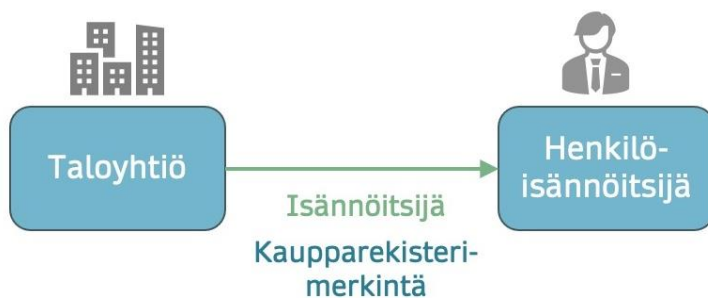 Taloyhtiö
Henkilö-
isännöitsijä
Isännöitsijä
Kaupparekisteri-
merkintä